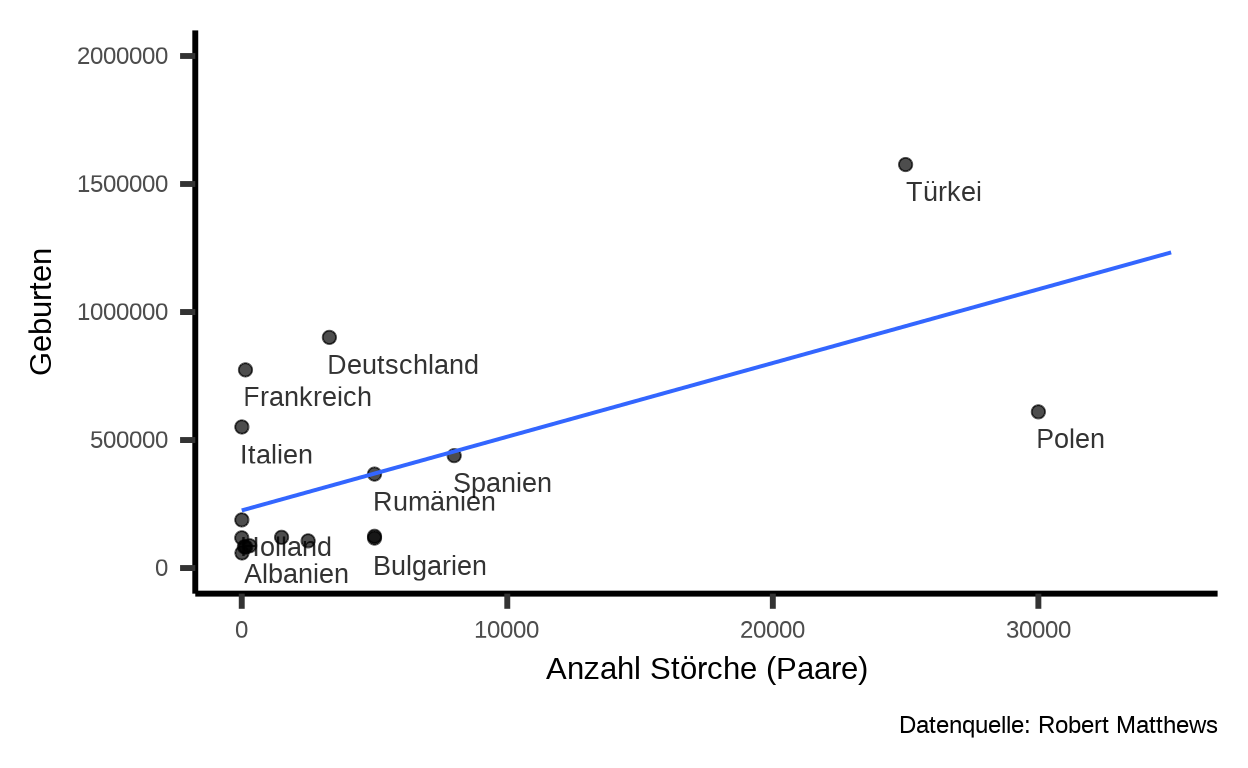 2000000
1500000
1000000
500000
0
Geburten
Türkei
Deutschland
Frankreich
Polen
Italien
Spanien
Rumänien
Holland
Bulgarien
Albanien
0
10000
20000
30000
Anzahl Störche (Paare)
Datenquelle: Robert Matthews